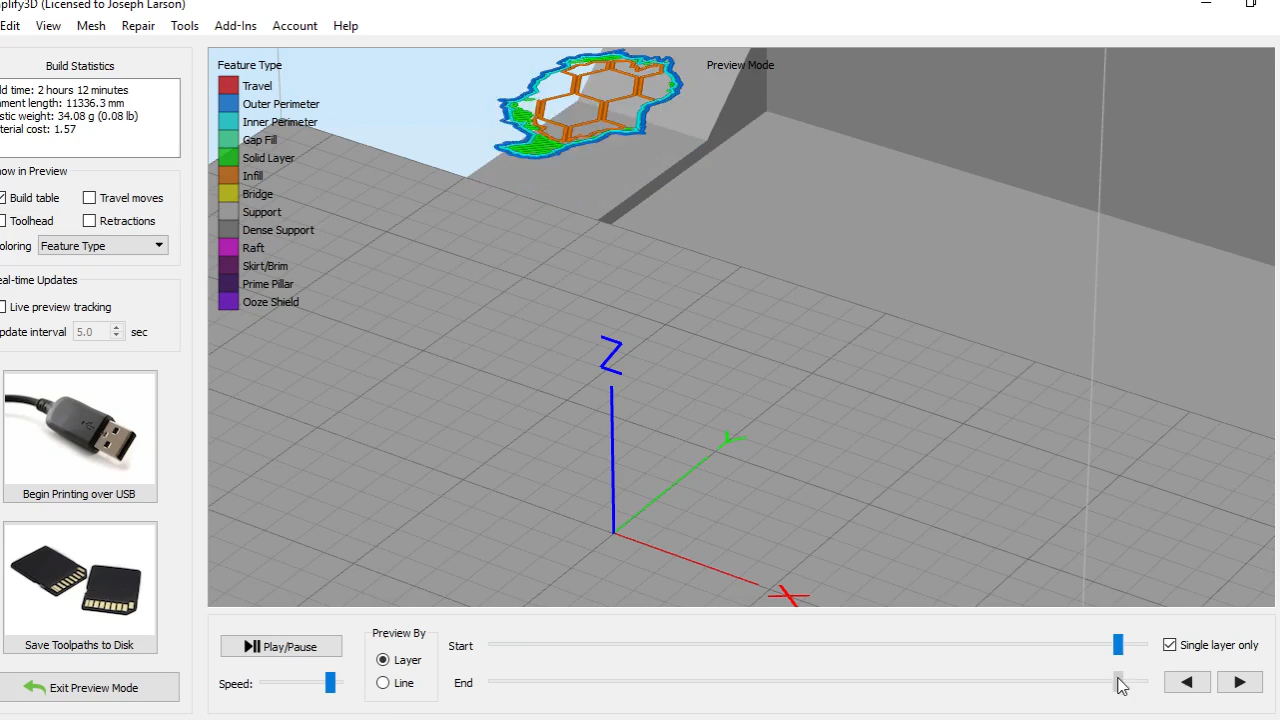 plify3D (Licensed to Joseph Larson)
Edit View Mesh Repair Tools Add-Ins Account Help
Build Statistics
ld time: 2 hours 12 minutes
ament length: 11336.3 mm
astic weight: 34.08 g (0.08 lb)
aterial cost: 1.57
how in Preview
Build table
Travel moves
Toolhead
Retractions
oloring
Feature Type
eal-time Updates
Live preview tracking
pdate interval
5.0
sec
Begin Printing over USB
Save Toolpaths to Disk
Exit Preview Mode
Feature Type
Travel
Outer Perimeter
Inner Perimeter
Gap Fill
Solid Layer
Infill
Bridge
Support
Dense Support
Raft
Skirt/Brim
Prime Pillar
Ooze Shield
Preview Mode
Z
Y
X
Play/Pause
Speed:
Preview By
Layer
Line
Start
End
Single layer only